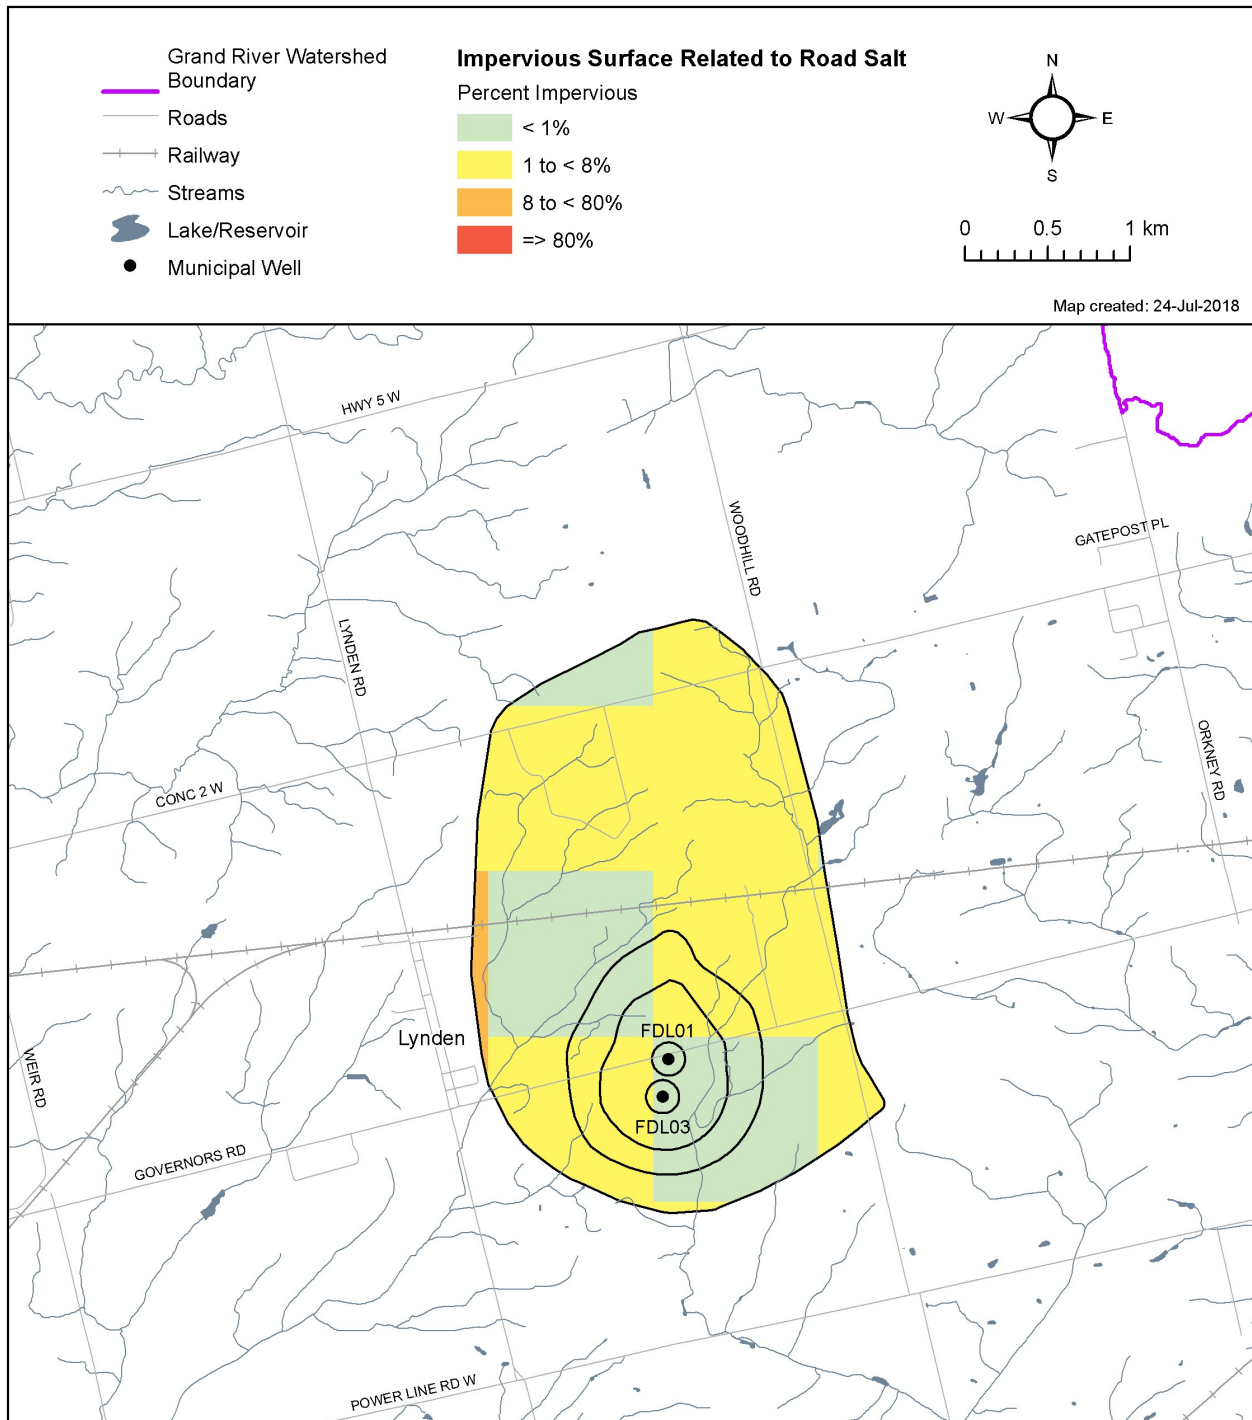 Grand River Watershed
Boundary
Roads
Railway
Streams
Lake/Reservoir
Municipal Well
Impervious Surface Related to Road Salt
Percent Impervious
< 1%
1 to < 8%
8 to < 80%
=> 80%
N
W
E
S
0 0.5 1 km
Map created: 24-Jul-2018
HWY 5 W
WOODHILL RD
GATEPOST PL
LYNDEN RD
ORKNEY RD
CONC 2 W
FDL01
Lynden
WEIR RD
FDL03
GOVERNORS RD
POWER LINE RD W